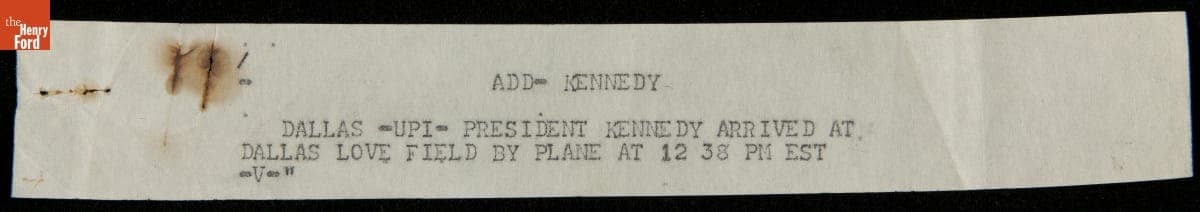 the
Henry
Ford
ADD- KENNEDY
DALLAS -UPI- PRESIDENT KENNEDY ARRIVED AT
DALLAS LOVE FIELD BY PLANE AT 12 38 PM EST
-V-"